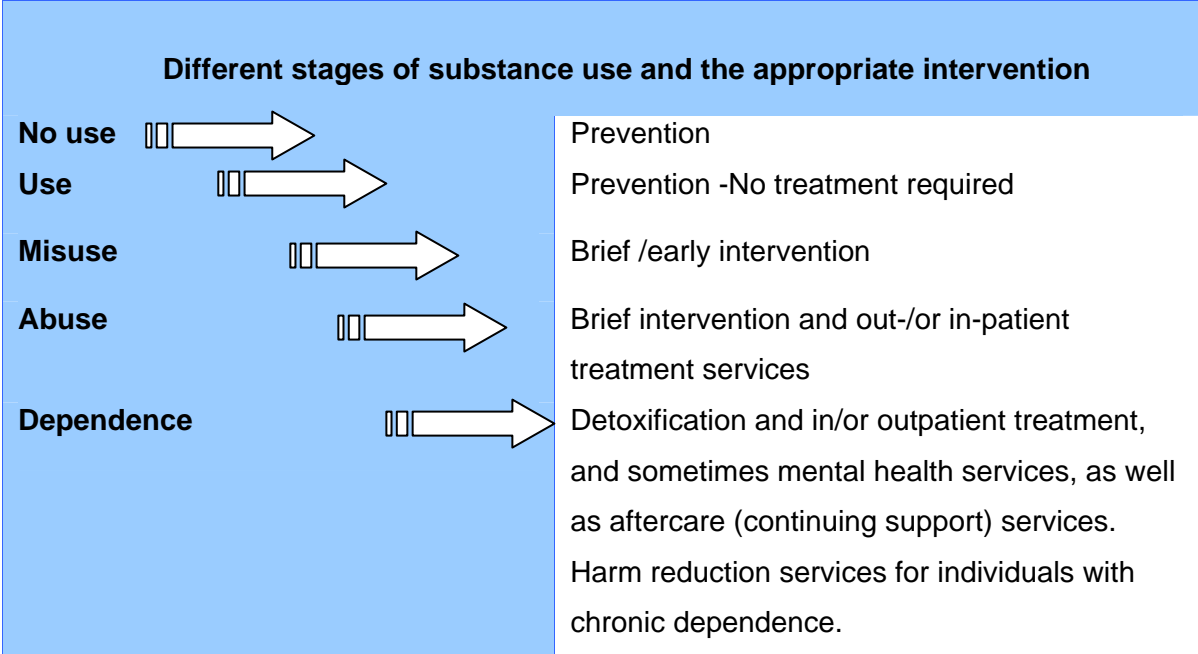 Different stages of substance use and the appropriate intervention
No use Prevention
Use Prevention -No treatment required
Misuse Brief /early intervention
Abuse Brief intervention and out-/or in-patient
treatment services
Dependence Detoxification and in/or outpatient treatment,
and sometimes mental health services, as well
as aftercare (continuing support) services.
Harm reduction services for individuals with
chronic dependence.